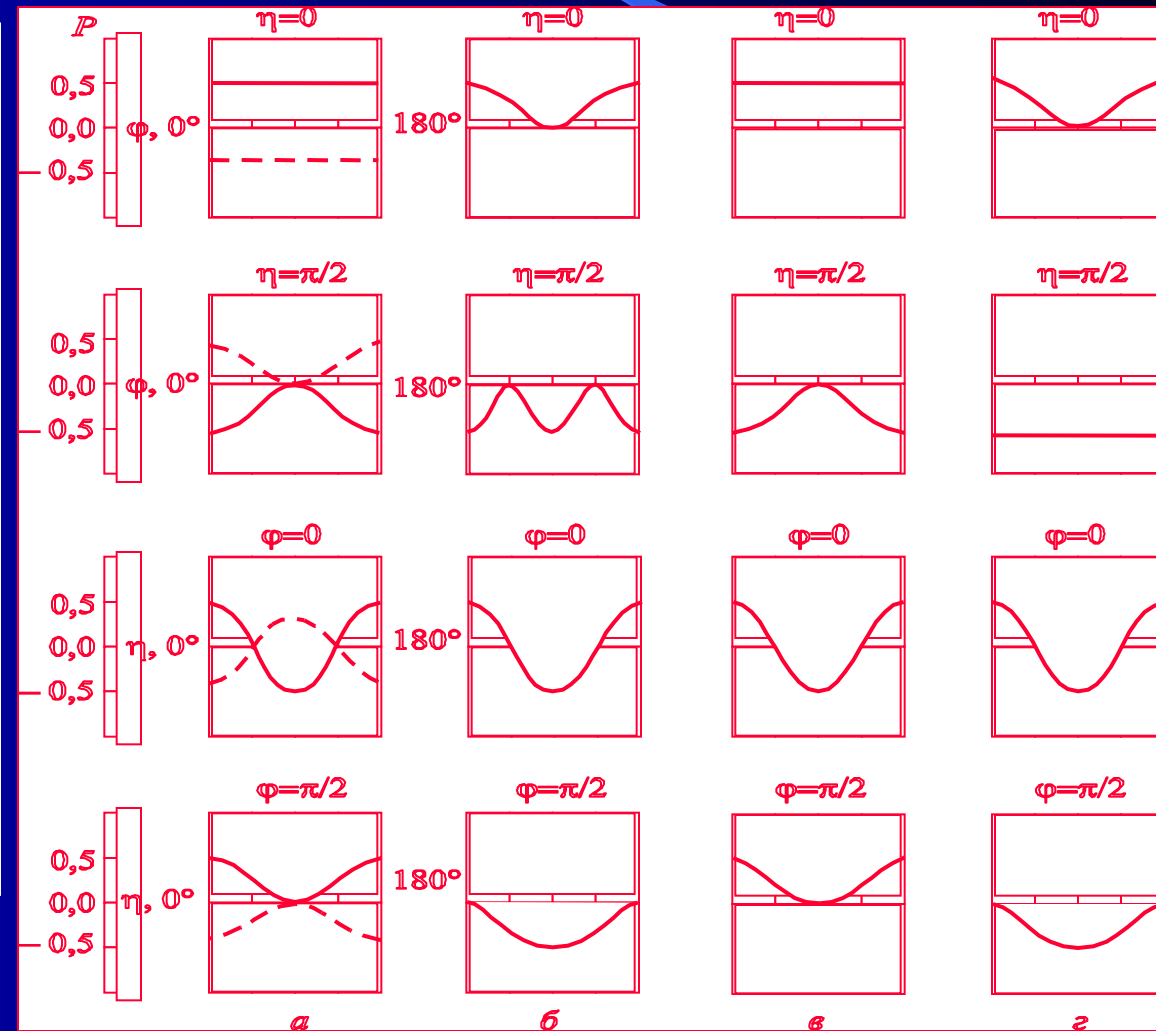 P η=0 η=0 η=0 η=0
0,5
0,0 φ, 0° 180°
— 0,5
η=π/2 η=π/2 η=π/2 η=π/2
0,5
0,0 φ, 0° 180°
— 0,5
φ=0 φ=0 φ=0 φ=0
0,5
0,0 η, 0° 180°
— 0,5
φ=π/2 φ=π/2 φ=π/2 φ=π/2
0,5 180°
0,0 η, 0°
— 0,5
а б в г